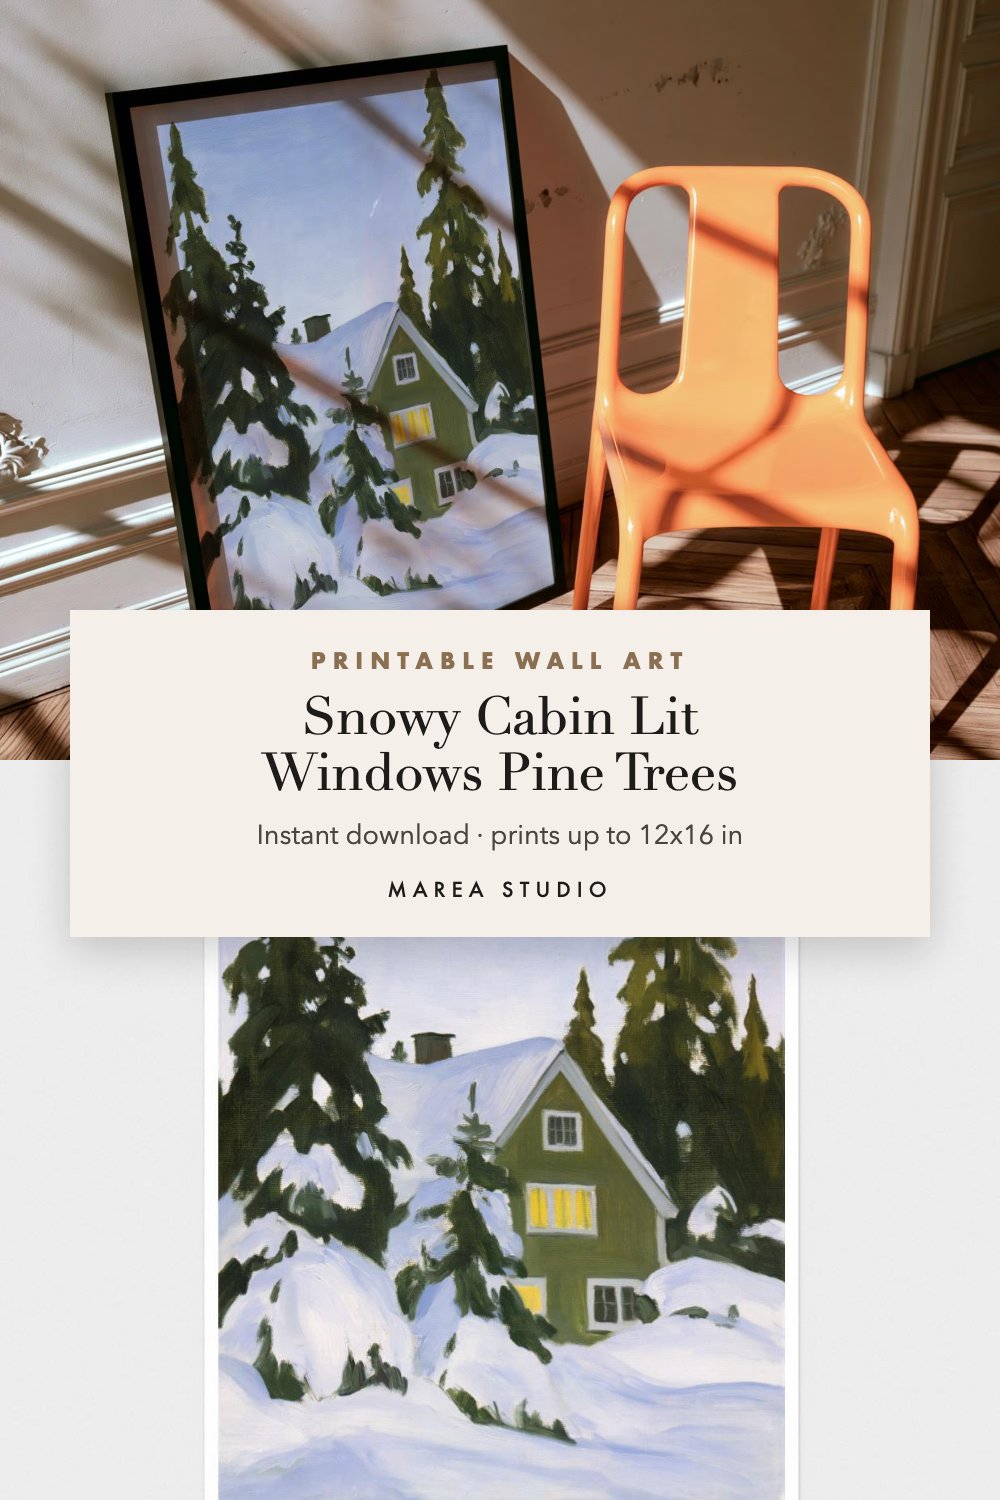 PRINTABLE WALL ART
Snowy Cabin Lit
Windows Pine Trees
Instant download · prints up to 12x16 in
MAREA STUDIO